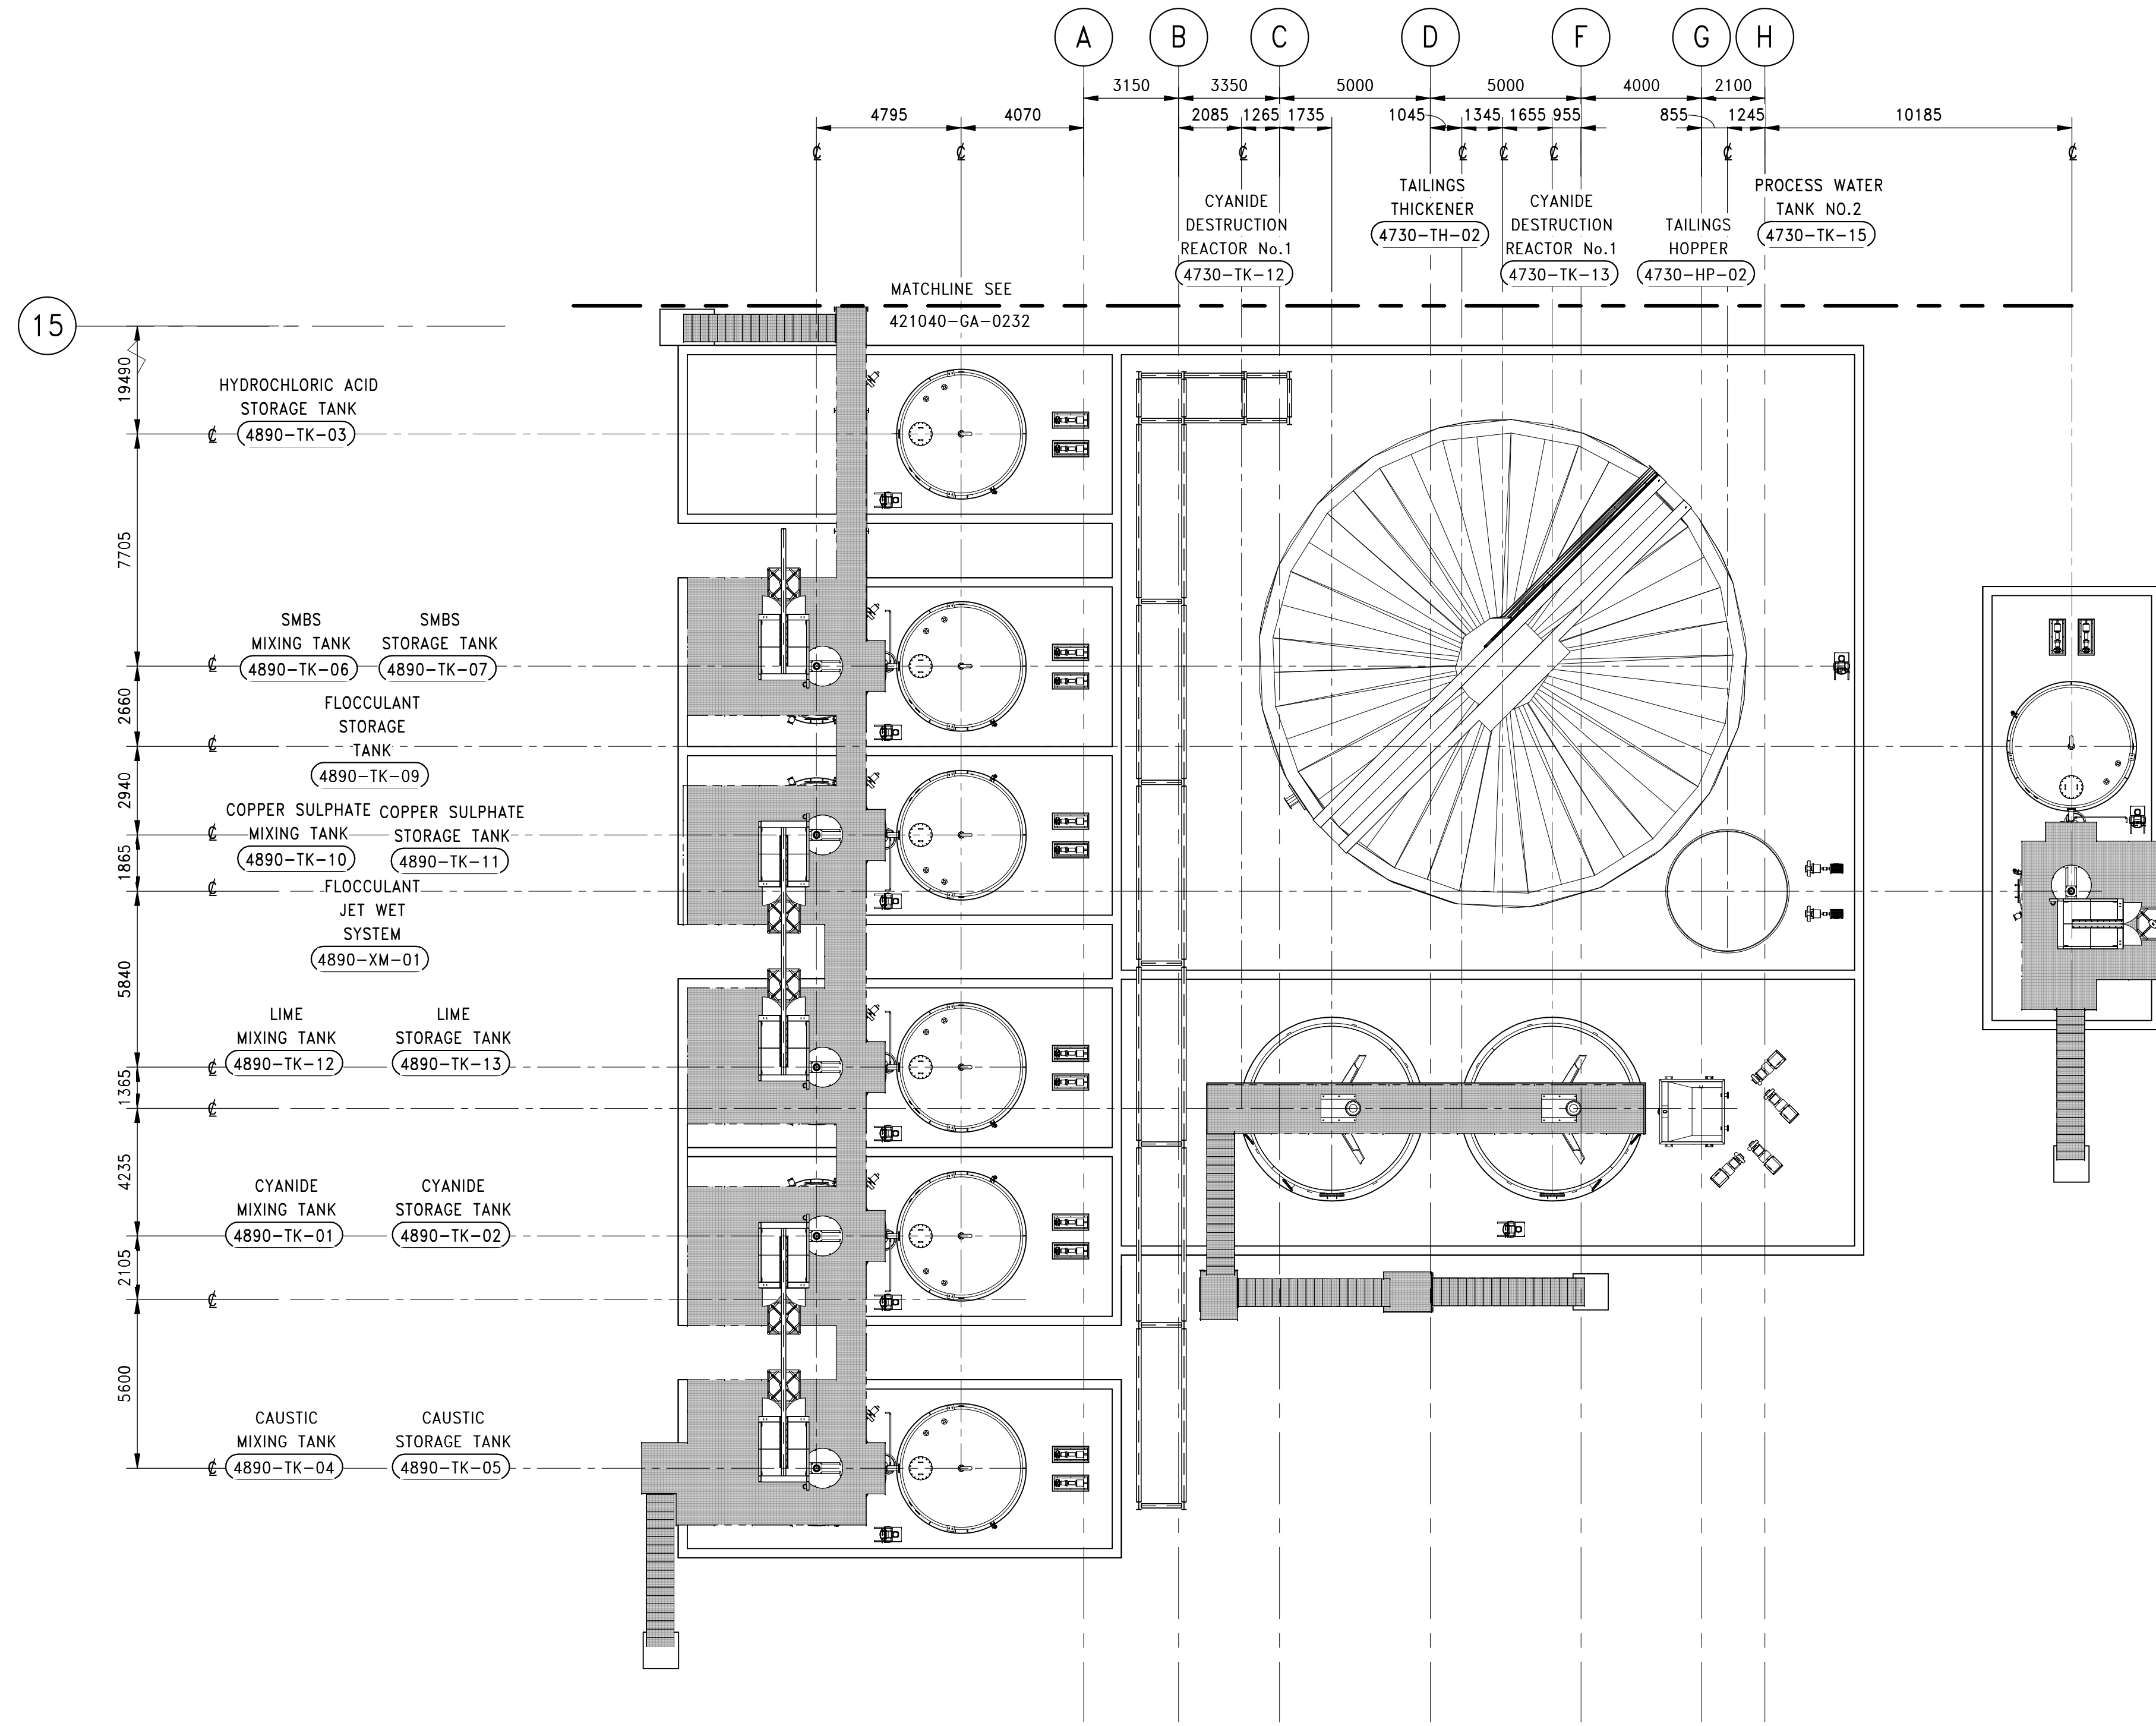 A B C D F G H
3150 3350 5000 5000 4000 2100
4795 4070 2085 1265 1735 1045 1345 1655 955 855 1245 10185
℄ ℄ ℄ ℄ ℄ ℄ ℄ ℄
CYANIDE
DESTRUCTION
REACTOR No.1
4730-TK-12
TAILINGS
THICKENER
4730-TH-02
CYANIDE
DESTRUCTION
REACTOR No.1
4730-TK-13
TAILINGS
HOPPER
4730-HP-02
PROCESS WATER
TANK NO.2
4730-TK-15
MATCHLINE SEE
421040-GA-0232
15
19490
HYDROCHLORIC ACID
STORAGE TANK
℄ 4890-TK-03
7705
SMBS
MIXING TANK
℄ 4890-TK-06
SMBS
STORAGE TANK
4890-TK-07
2660
FLOCCULANT
STORAGE
℄ TANK
4890-TK-09
2940
COPPER SULPHATE
℄ MIXING TANK
4890-TK-10
COPPER SULPHATE
STORAGE TANK
4890-TK-11
1865
℄ FLOCCULANT
JET WET
SYSTEM
4890-XM-01
5840
LIME
MIXING TANK
℄ 4890-TK-12
LIME
STORAGE TANK
4890-TK-13
1365
℄
4235
CYANIDE
MIXING TANK
℄ 4890-TK-01
CYANIDE
STORAGE TANK
4890-TK-02
2105
℄
5600
CAUSTIC
MIXING TANK
℄ 4890-TK-04
CAUSTIC
STORAGE TANK
4890-TK-05